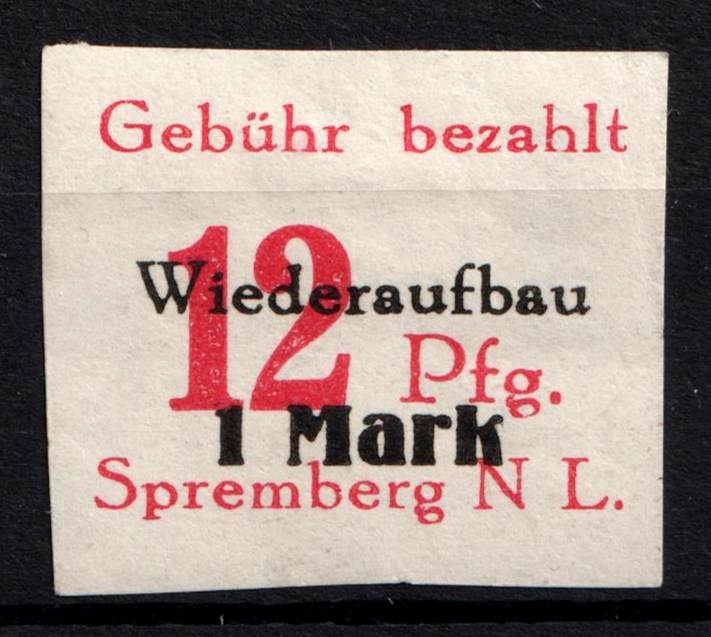 Gebühr bezahlt
Wiederaufbau
12 Pfg.
1 Mark
Spremberg N L.